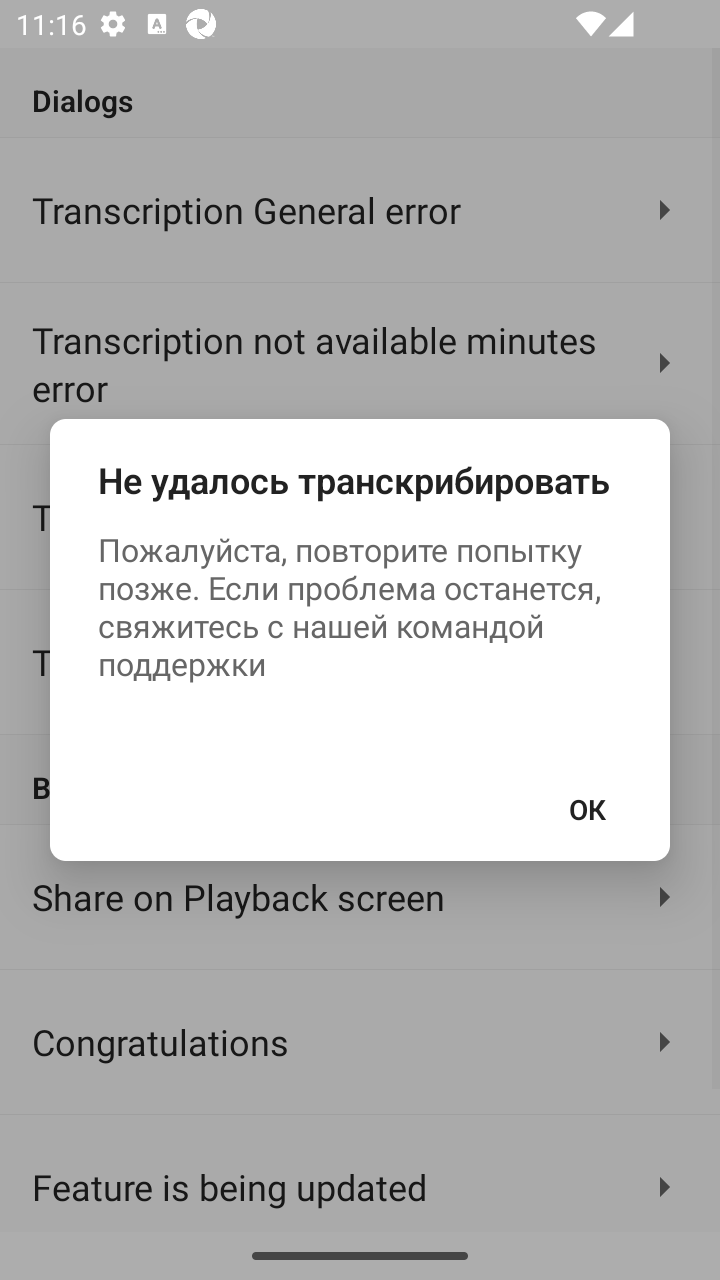 11:16
Dialogs
Transcription General error
Transcription not available minutes
error
Не удалось транскрибировать
Пожалуйста, повторите попытку
позже. Если проблема останется,
свяжитесь с нашей командой
поддержки
ОК
Share on Playback screen
Congratulations
Feature is being updated